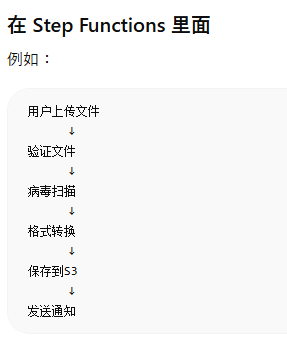 在 Step Functions 里面
例如：
用户上传文件
↓
验证文件
↓
病毒扫描
↓
格式转换
↓
保存到S3
↓
发送通知